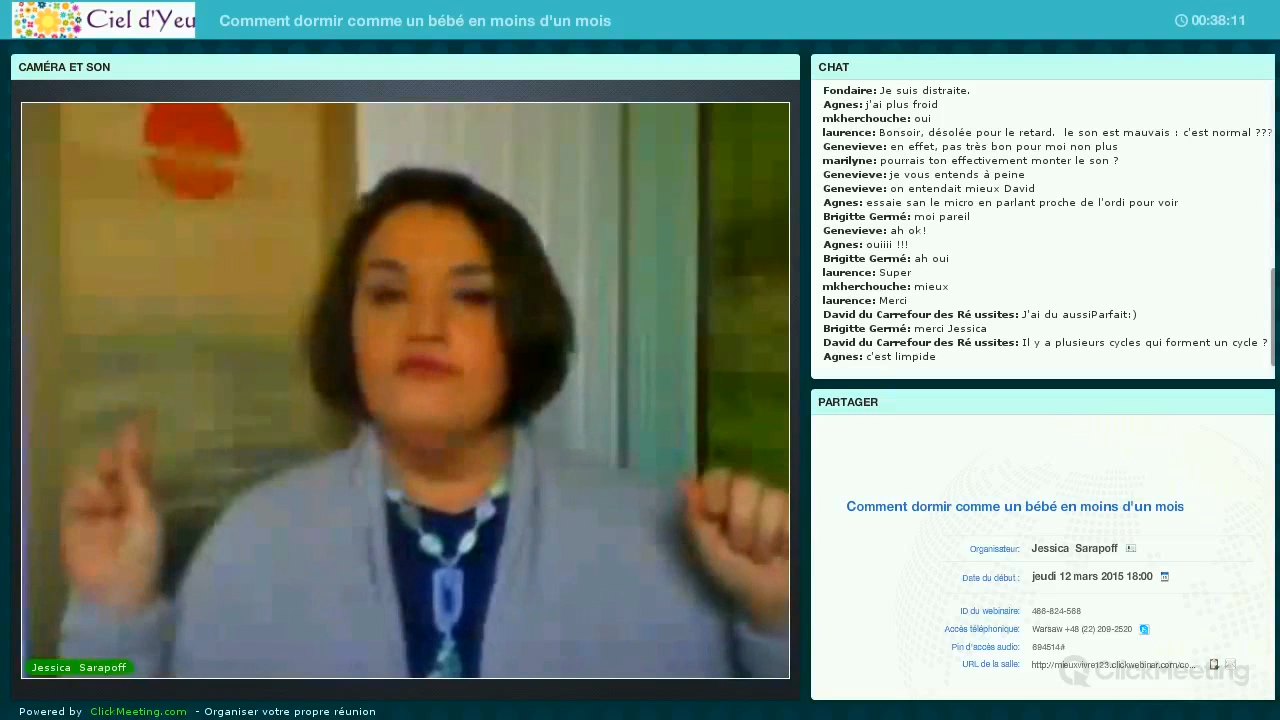 Ciel d'Yeu
Comment dormir comme un bébé en moins d'un mois
00:38:11
CAMÉRA ET SON
Jessica Sarapoff
CHAT
Fondaire: Je suis distraite.
Agnes: j'ai plus froid
mkherchouche: oui
laurence: Bonsoir, désolée pour le retard. le son est mauvais : c'est normal ???
Genevieve: en effet, pas très bon pour moi non plus
marilyne: pourrais ton effectivement monter le son ?
Genevieve: je vous entends à peine
Genevieve: on entendait mieux David
Agnes: essaie san le micro en parlant proche de l'ordi pour voir
Brigitte Germé: moi pareil
Genevieve: ah ok!
Agnes: ouiiii !!!
Brigitte Germé: ah oui
laurence: Super
mkherchouche: mieux
laurence: Merci
David du Carrefour des Ré ussites: J'ai du aussiParfait:)
Brigitte Germé: merci Jessica
David du Carrefour des Ré ussites: Il y a plusieurs cycles qui forment un cycle ?
Agnes: c'est limpide
PARTAGER
Comment dormir comme un bébé en moins d'un mois
Organisateur: Jessica Sarapoff
Date du début : jeudi 12 mars 2015 18:00
ID du webinaire: 466-824-568
Accès téléphonique: Warsaw +48 (22) 209-2520
Pin d'accès audio: 694514#
URL de la salle: http://mieuxvivre123.clickwebinar.com/co...
ClickMeeting
Powered by ClickMeeting.com - Organiser votre propre réunion